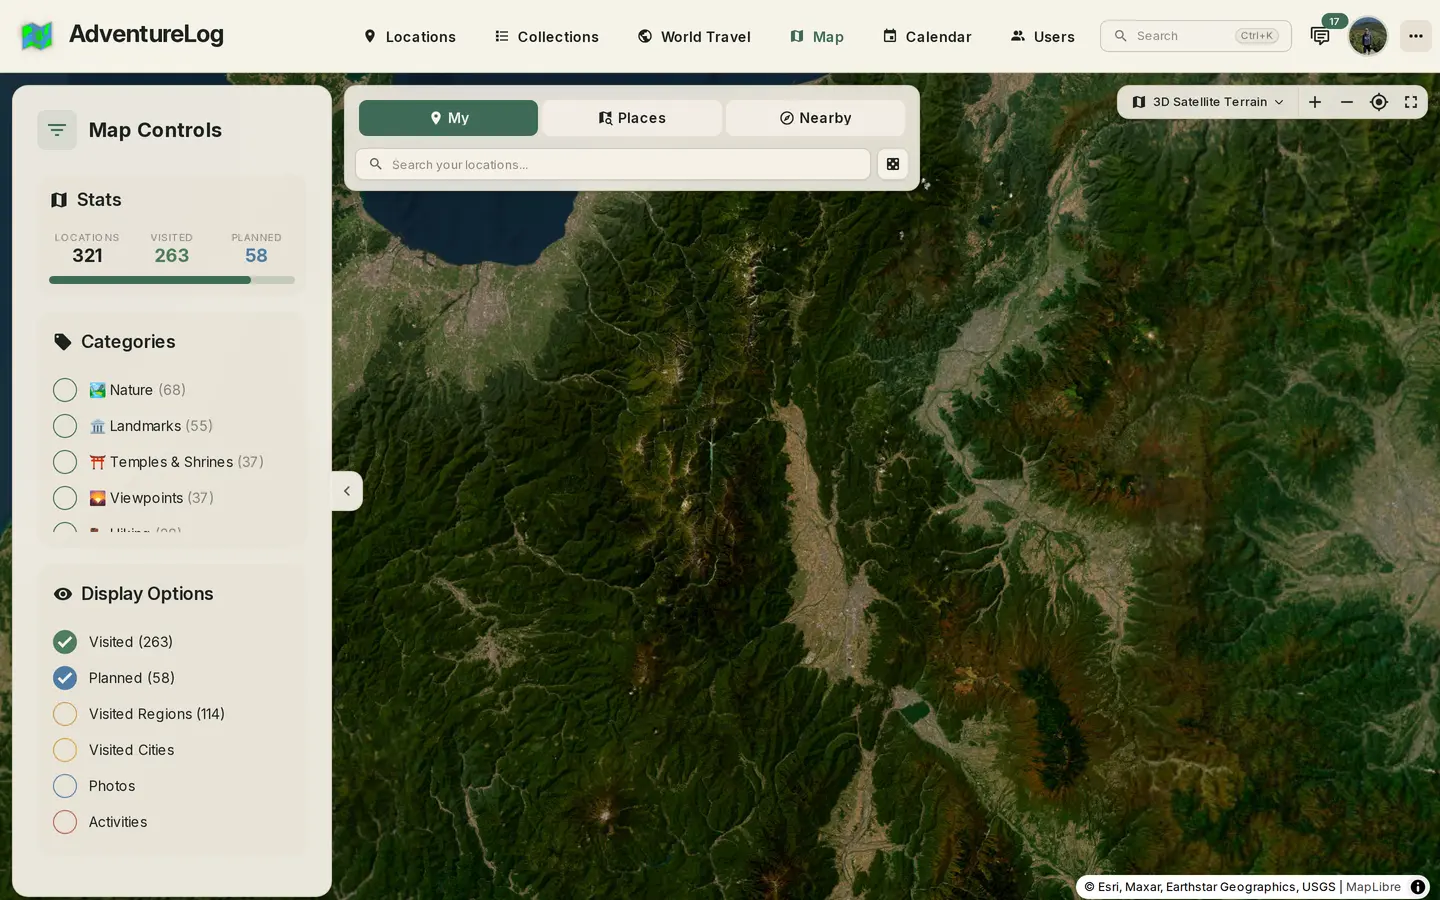 AdventureLog
Locations
Collections
World Travel
Map
Calendar
Users
Search
Ctrl+K
17
Map Controls
Stats
LOCATIONS
321
VISITED
263
PLANNED
58
Categories
Nature (68)
Landmarks (55)
Temples & Shrines (37)
Viewpoints (37)
Display Options
Visited (263)
Planned (58)
Visited Regions (114)
Visited Cities
Photos
Activities
My
Places
Nearby
Search your locations...
3D Satellite Terrain
© Esri, Maxar, Earthstar Geographics, USGS | MapLibre